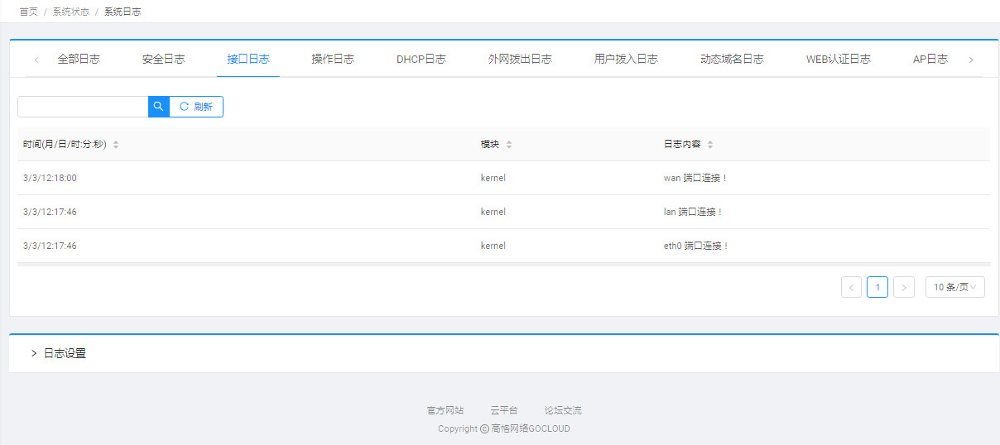 首页 / 系统状态 / 系统日志
全部日志 安全日志 接口日志 操作日志 DHCP日志 外网拨出日志 用户拨入日志 动态域名日志 WEB认证日志 AP日志
刷新
时间(月/日/时:分:秒) 模块 日志内容
3/3/12:18:00 kernel wan 端口连接！
3/3/12:17:46 kernel lan 端口连接！
3/3/12:17:46 kernel eth0 端口连接！
1 10 条/页
日志设置
官方网站 云平台 论坛交流
Copyright © 高恪网络GOCLOUD